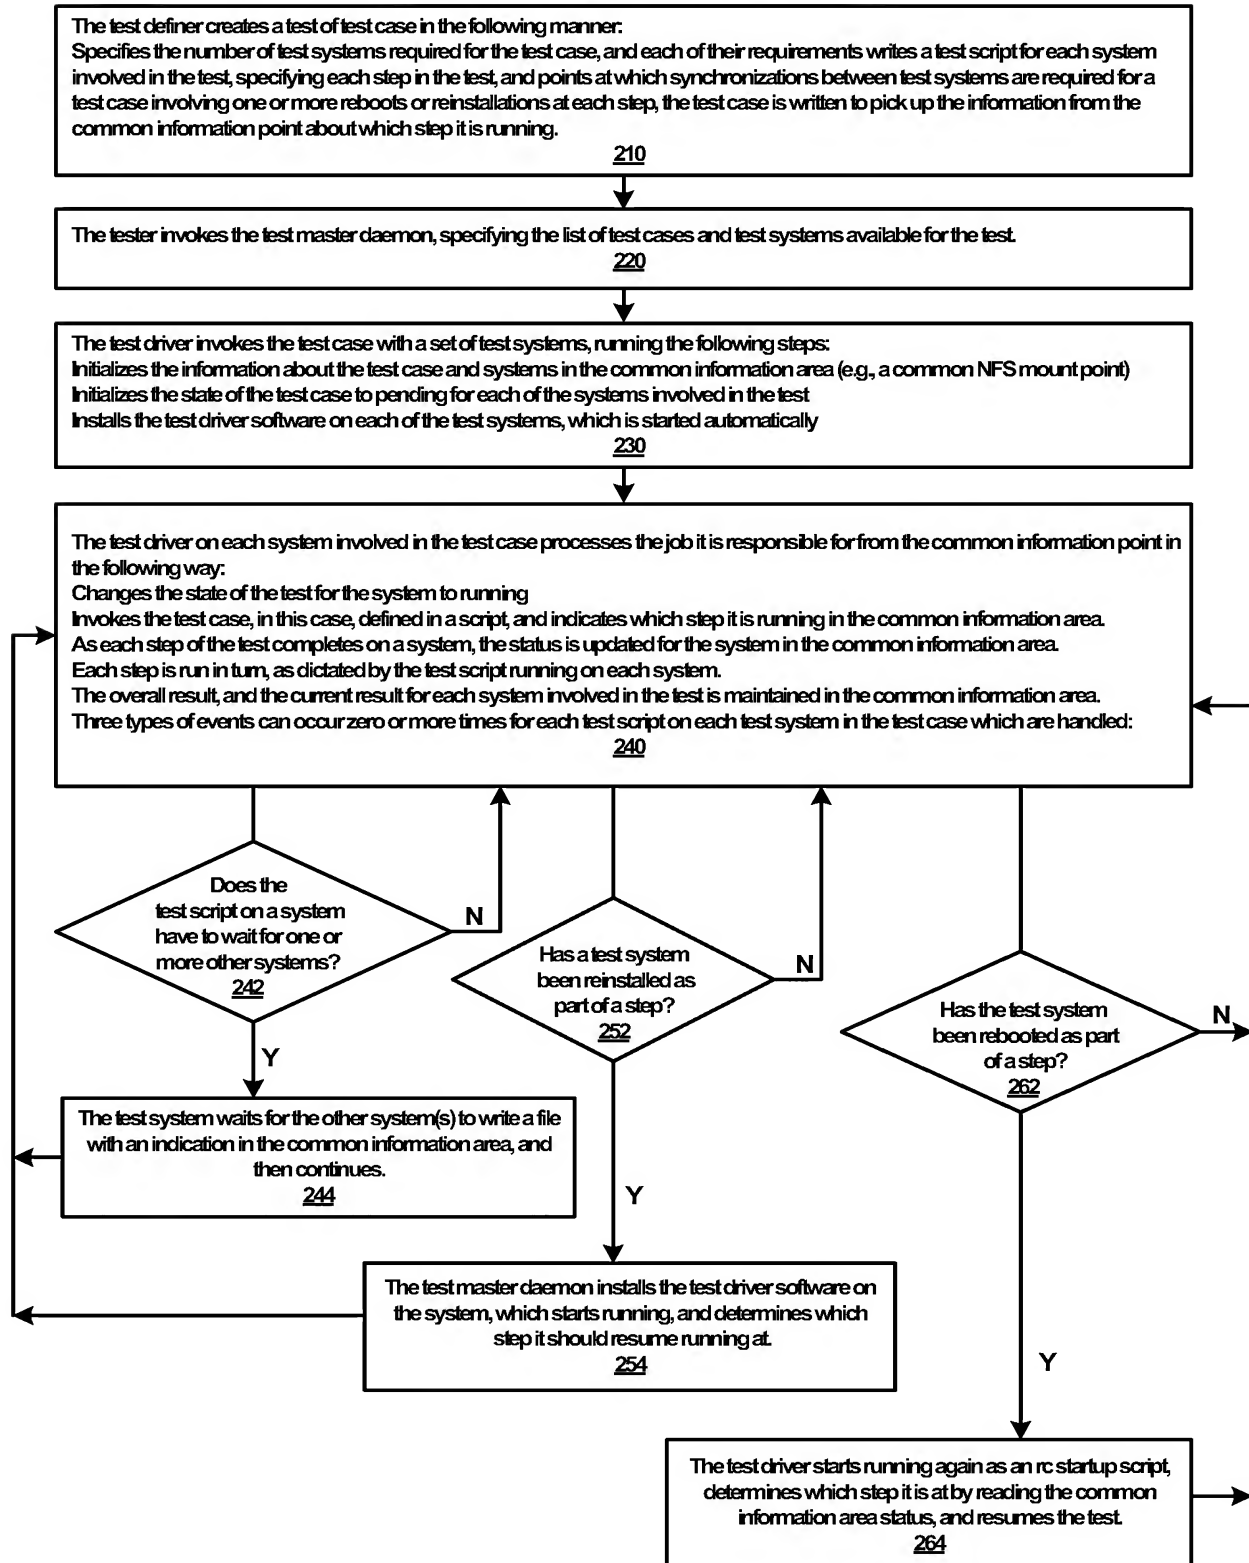 The test definer creates a test of test case in the following manner:
Specifies the number of test systems required for the test case, and each of their requirements writes a test script for each system
involved in the test, specifying each step in the test, and points at which synchronizations between test systems are required for a
test case involving one or more reboots or reinstallations at each step, the test case is written to pick up the information from the
common information point about which step it is running.
210
The tester invokes the test master daemon, specifying the list of test cases and test systems available for the test.
220
The test driver invokes the test case with a set of test systems, running the following steps:
Initializes the information about the test case and systems in the common information area (e.g., a common NFS mount point)
Initializes the state of the test case to pending for each of the systems involved in the test
Installs the test driver software on each of the test systems, which is started automatically
230
The test driver on each system involved in the test case processes the job it is responsible for from the common information point in
the following way:
Changes the state of the test for the system to running
Invokes the test case, in this case, defined in a script, and indicates which step it is running in the common information area.
As each step of the test completes on a system, the status is updated for the system in the common information area.
Each step is run in turn, as dictated by the test script running on each system.
The overall result, and the current result for each system involved in the test is maintained in the common information area.
Three types of events can occur zero or more times for each test script on each test system in the test case which are handled:
240
Does the
test script on a system
have to wait for one or
more other systems?
242
N
Y
The test system waits for the other system(s) to write a file
with an indication in the common information area, and
then continues.
244
Has a test system
been reinstalled as
part of a step?
252
N
Y
The test master daemon installs the test driver software on
the system, which starts running, and determines which
step it should resume running at.
254
Has the test system
been rebooted as part
of a step?
262
N
Y
The test driver starts running again as an rc startup script,
determines which step it is at by reading the common
information area status, and resumes the test.
264